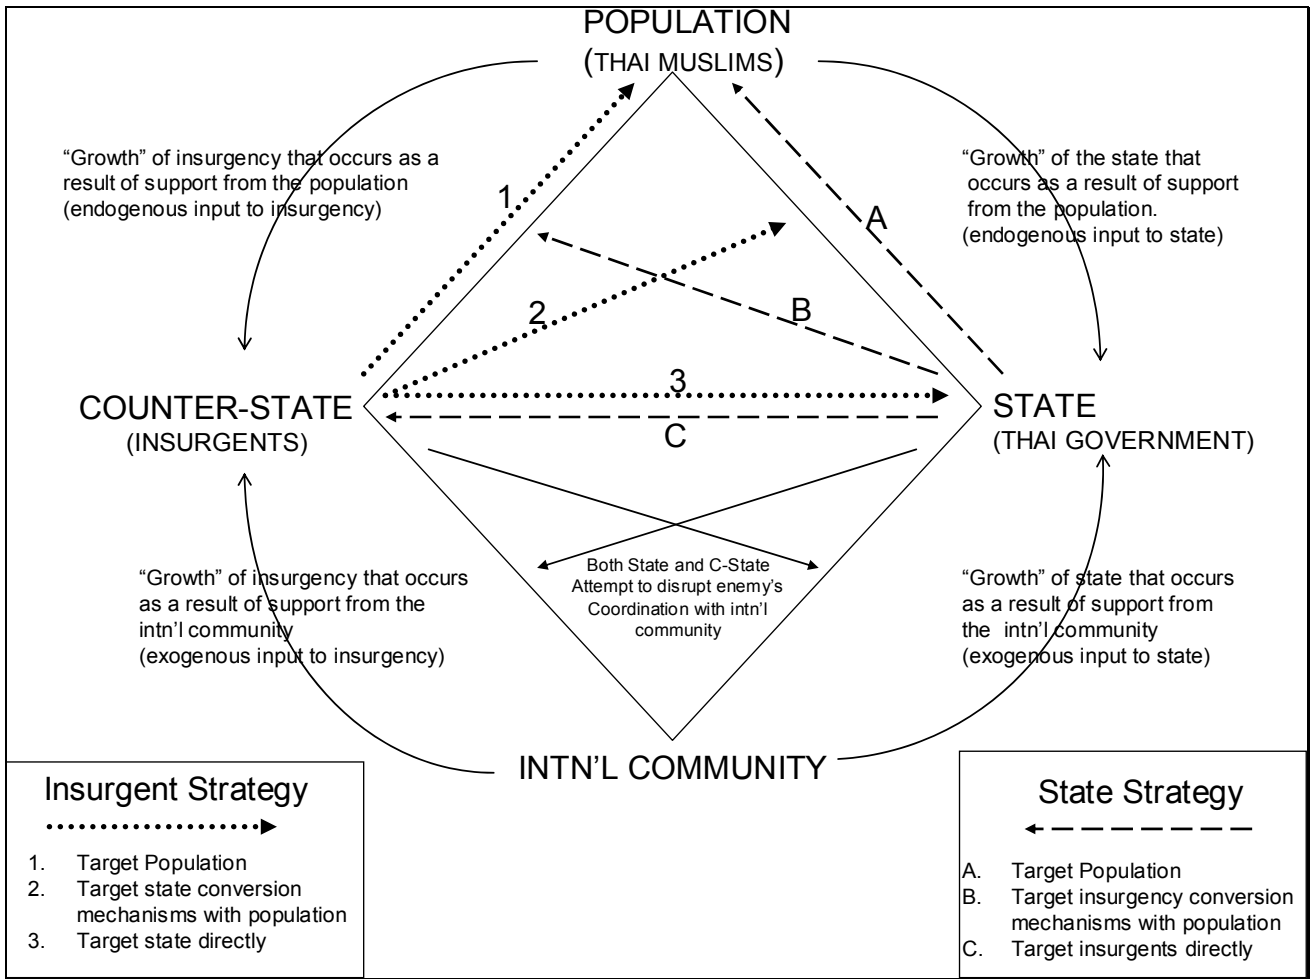 POPULATION
(THAI MUSLIMS)
“Growth” of insurgency that occurs as a
result of support from the population
(endogenous input to insurgency)
“Growth” of the state that
occurs as a result of support
from the population.
(endogenous input to state)
1
A
2
B
3
C
COUNTER-STATE
(INSURGENTS)
STATE
(THAI GOVERNMENT)
Both State and C-State
Attempt to disrupt enemy’s
Coordination with intn’l
community
“Growth” of insurgency that occurs
as a result of support from the
intn’l community
(exogenous input to insurgency)
“Growth” of state that occurs
as a result of support from
the intn’l community
(exogenous input to state)
INTN’L COMMUNITY
Insurgent Strategy
1. Target Population
2. Target state conversion
mechanisms with population
3. Target state directly
State Strategy
A. Target Population
B. Target insurgency conversion
mechanisms with population
C. Target insurgents directly